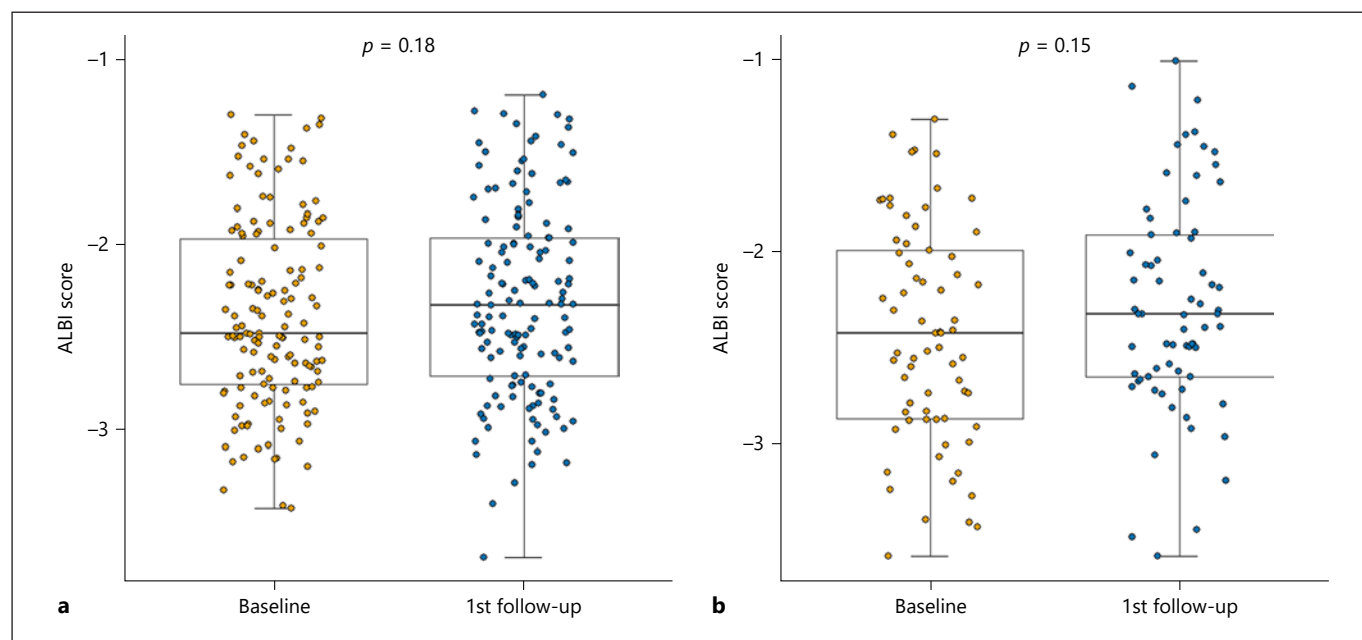 p = 0.18
–1
–2
–3
ALBI score
Baseline
1st follow-up
a
p = 0.15
–1
–2
–3
ALBI score
Baseline
1st follow-up
b